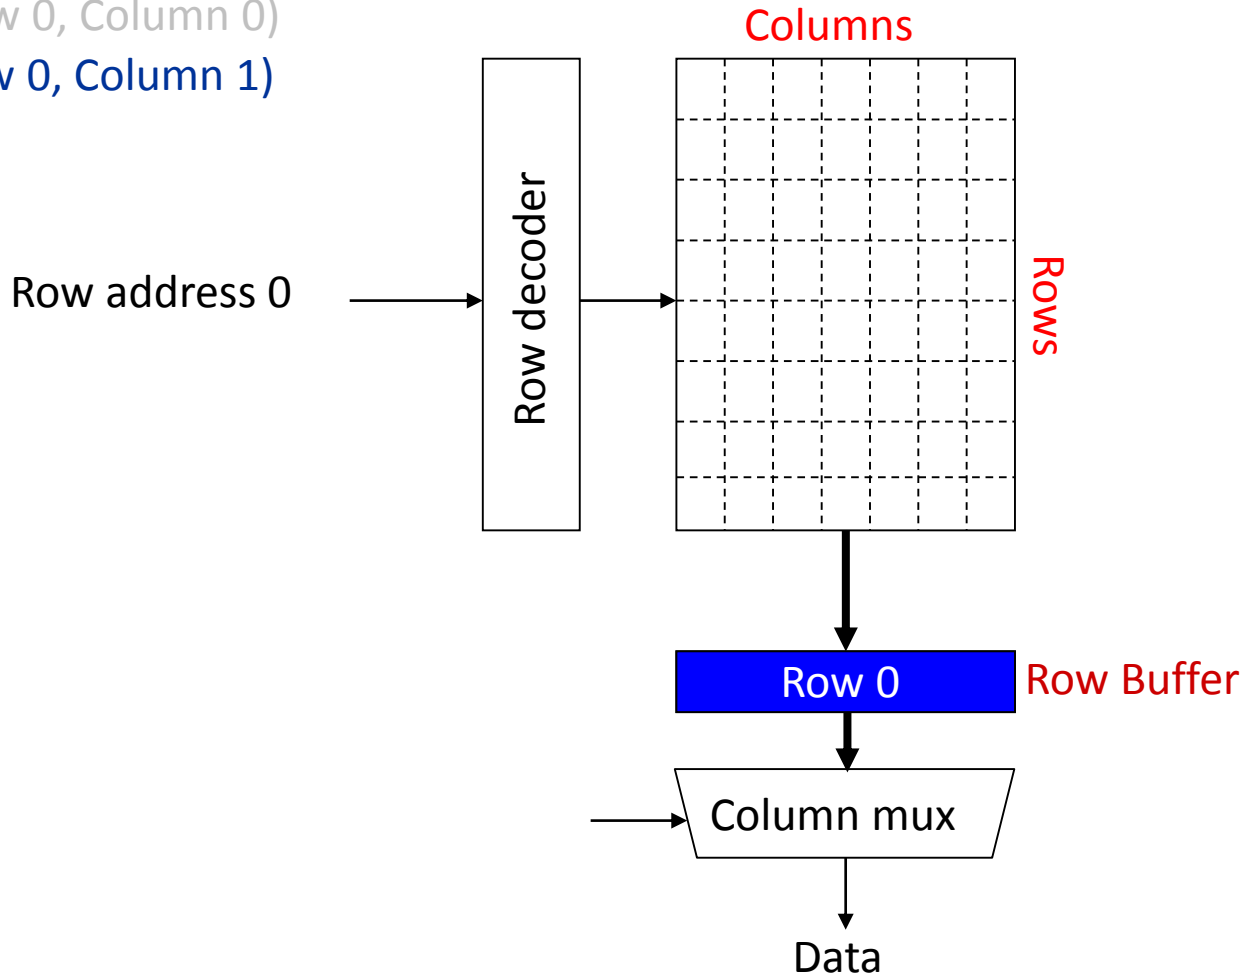 w 0, Column 0)
Columns
w 0, Column 1)
Row decoder
Rows
Row address 0
Row 0
Row Buffer
Column mux
Data